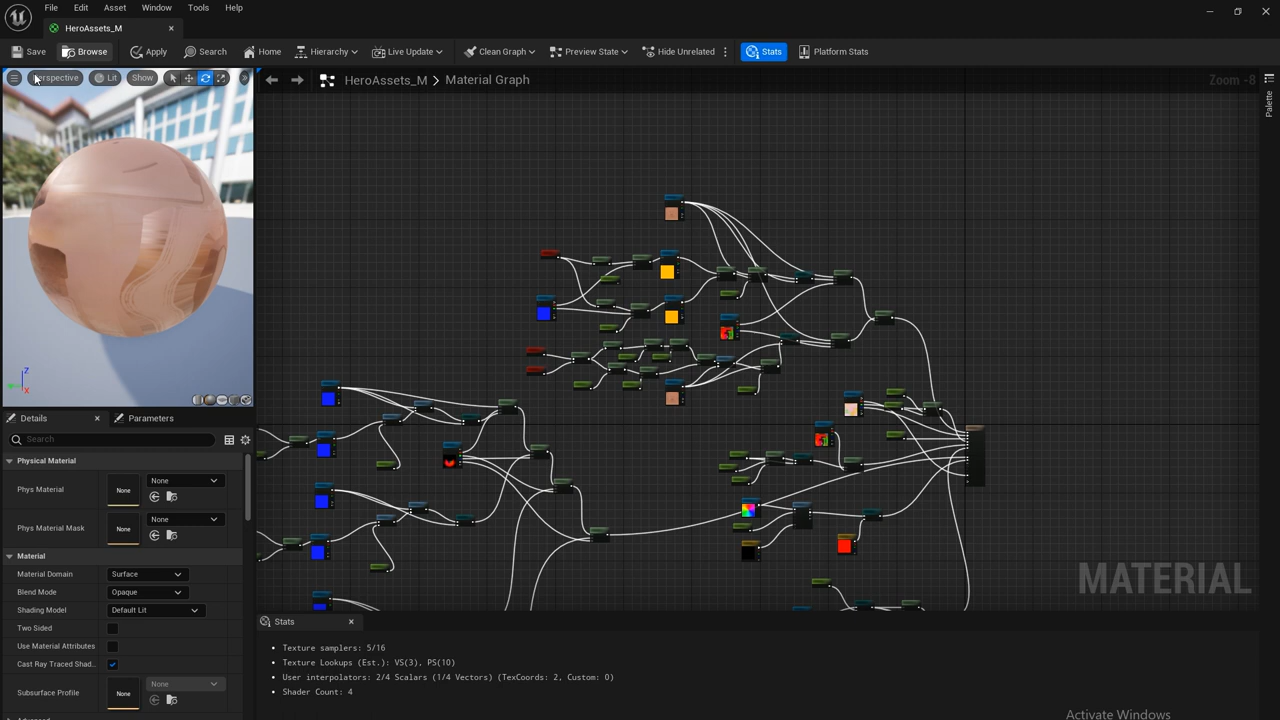 File Edit Asset Window Tools Help
HeroAssets_M
Save Browse Apply Search Home Hierarchy Live Update Clean Graph Preview State Hide Unrelated Stats Platform Stats
Perspective Lit Show
HeroAssets_M > Material Graph
Zoom -8
Palette
Z
X
Details Parameters
Search
Physical Material
Phys Material None None
Phys Material Mask None None
Material
Material Domain Surface
Blend Mode Opaque
Shading Model Default Lit
Two Sided
Use Material Attributes
Cast Ray Traced Shad...
Subsurface Profile None None
MATERIAL
Stats
Texture samplers: 5/16
Texture Lookups (Est.): VS(3), PS(10)
User interpolators: 2/4 Scalars (1/4 Vectors) (TexCoords: 2, Custom: 0)
Shader Count: 4
Activate Windows